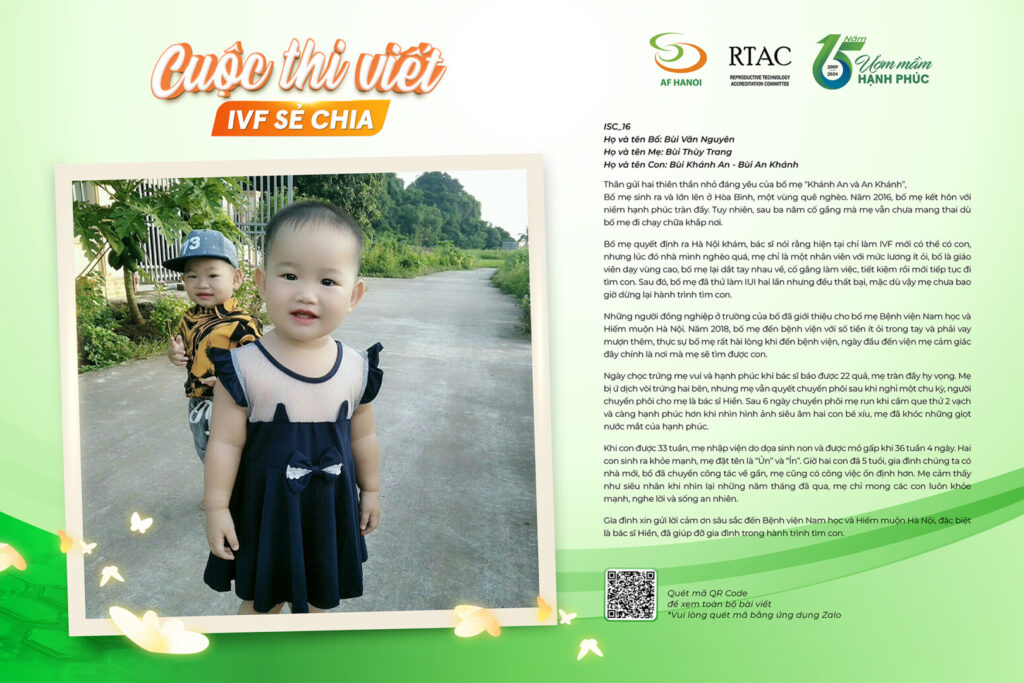 Cuộc thi viết
IVF SẺ CHIA
AF HANOI
RTAC
REPRODUCTIVE TECHNOLOGY
ACCREDITATION COMMITTEE
15 Năm
2009
2024
Ươm mầm
HẠNH PHÚC
73
ISC_16
Họ và tên Bố: Bùi Văn Nguyên
Họ và tên Mẹ: Bùi Thùy Trang
Họ và tên Con: Bùi Khánh An - Bùi An Khánh
Thân gửi hai thiên thần nhỏ đáng yêu của bố mẹ “Khánh An và An Khánh”,
Bố mẹ sinh ra và lớn lên ở Hòa Bình, một vùng quê nghèo. Năm 2016, bố mẹ kết hôn với
niềm hạnh phúc tràn đầy. Tuy nhiên, sau ba năm cố gắng mà mẹ vẫn chưa mang thai dù
bố mẹ đi chạy chữa khắp nơi.
Bố mẹ quyết định ra Hà Nội khám, bác sĩ nói rằng hiện tại chỉ làm IVF mới có thể có con,
nhưng lúc đó nhà mình nghèo quá, mẹ chỉ là một nhân viên với mức lương ít ỏi, bố là giáo
viên dạy vùng cao, bố mẹ lại dắt tay nhau về, cố gắng làm việc, tiết kiệm rồi mới tiếp tục đi
tìm con. Sau đó, bố mẹ đã thử làm IUI hai lần nhưng đều thất bại, mặc dù vậy mẹ chưa bao
giờ dừng lại hành trình tìm con.
Những người đồng nghiệp ở trường của bố đã giới thiệu cho bố mẹ Bệnh viện Nam học và
Hiếm muộn Hà Nội. Năm 2018, bố mẹ đến bệnh viện với số tiền ít ỏi trong tay và phải vay
mượn thêm, thực sự bố mẹ rất hài lòng khi đến bệnh viện, ngày đầu đến viện mẹ cảm giác
đây chính là nơi mà mẹ sẽ tìm được con.
Ngày chọc trứng mẹ vui và hạnh phúc khi bác sĩ báo được 22 quả, mẹ tràn đầy hy vọng. Mẹ
bị ứ dịch vòi trứng hai bên, nhưng mẹ vẫn quyết chuyển phôi sau khi nghỉ một chu kỳ, người
chuyển phôi cho mẹ là bác sĩ Hiền. Sau 6 ngày chuyển phôi mẹ run khi cầm que thử 2 vạch
và càng hạnh phúc hơn khi nhìn hình ảnh siêu âm hai con bé xíu, mẹ đã khóc những giọt
nước mắt của hạnh phúc.
Khi con được 33 tuần, mẹ nhập viện do dọa sinh non và được mổ gấp khi 36 tuần 4 ngày. Hai
con sinh ra khỏe mạnh, mẹ đặt tên là “Ủn” và “Ỉn”. Giờ hai con đã 5 tuổi, gia đình chúng ta có
nhà mới, bố đã chuyển công tác về gần, mẹ cũng có công việc ổn định hơn. Mẹ cảm thấy
như siêu nhân khi nhìn lại những năm tháng đã qua, mẹ chỉ mong các con luôn khỏe
mạnh, nghe lời và sống an nhiên.
Gia đình xin gửi lời cảm ơn sâu sắc đến Bệnh viện Nam học và Hiếm muộn Hà Nội, đặc biệt
là bác sĩ Hiền, đã giúp đỡ gia đình trong hành trình tìm con.
Quét mã QR Code
để xem toàn bộ bài viết
*Vui lòng quét mã bằng ứng dụng Zalo